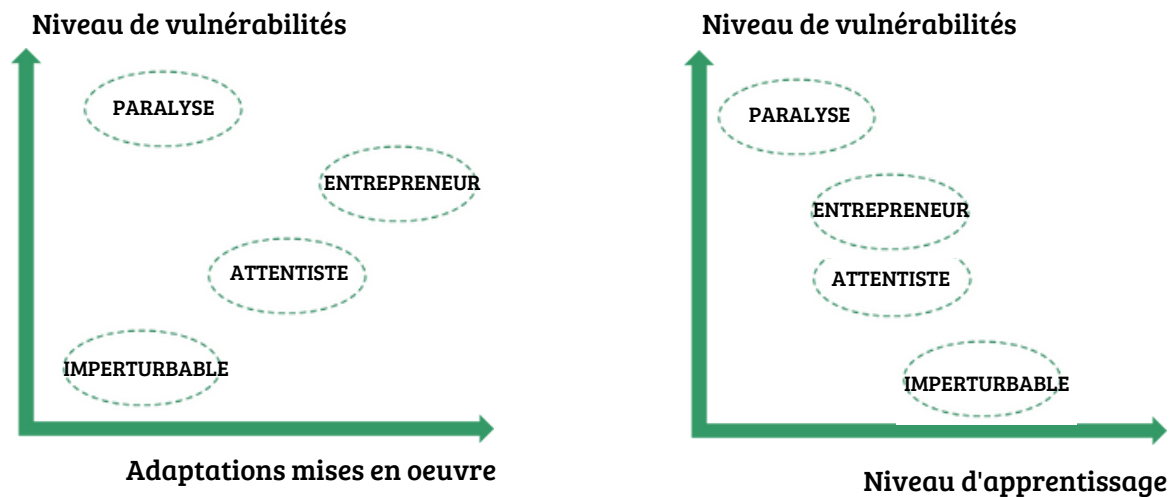 Niveau de vulnérabilités
PARALYSE
ENTREPRENEUR
ATTENTISTE
IMPERTURBABLE
Adaptations mises en oeuvre
Niveau de vulnérabilités
PARALYSE
ENTREPRENEUR
ATTENTISTE
IMPERTURBABLE
Niveau d'apprentissage